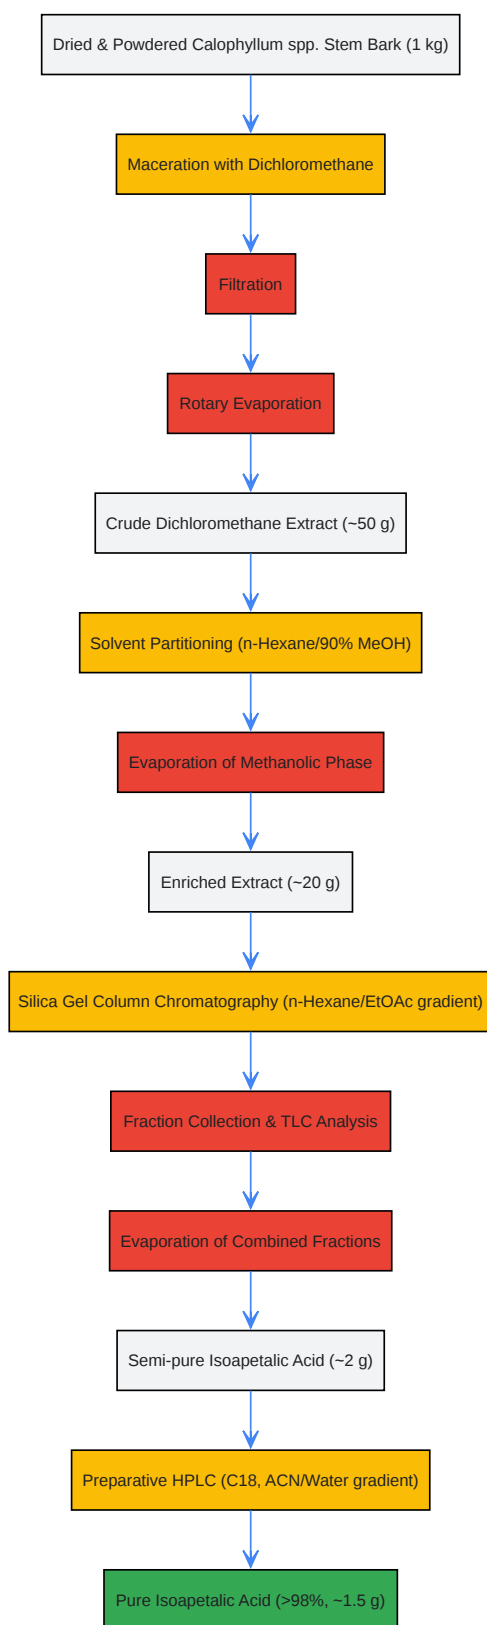 Dried & Powdered Calophyllum spp. Stem Bark (1 kg)
Maceration with Dichloromethane
Filtration
Rotary Evaporation
Crude Dichloromethane Extract (~50 g)
Solvent Partitioning (n-Hexane/90% MeOH)
Evaporation of Methanolic Phase
Enriched Extract (~20 g)
Silica Gel Column Chromatography (n-Hexane/EtOAc gradient)
Fraction Collection & TLC Analysis
Evaporation of Combined Fractions
Semi-pure Isoapetalic Acid (~2 g)
Preparative HPLC (C18, ACN/Water gradient)
Pure Isoapetalic Acid (>98%, ~1.5 g)